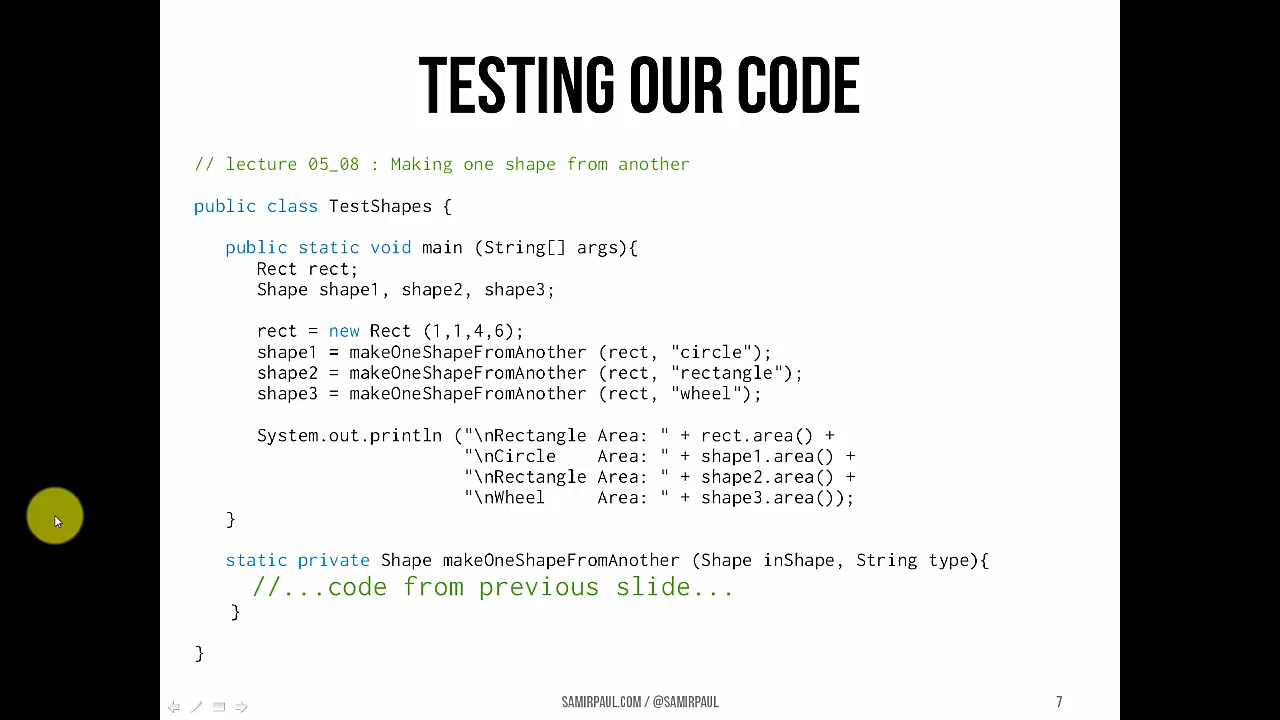 TESTING OUR CODE
// lecture 05_08 : Making one shape from another
public class TestShapes {
public static void main (String[] args){
Rect rect;
Shape shape1, shape2, shape3;
rect = new Rect (1,1,4,6);
shape1 = makeOneShapeFromAnother (rect, "circle");
shape2 = makeOneShapeFromAnother (rect, "rectangle");
shape3 = makeOneShapeFromAnother (rect, "wheel");
System.out.println ("\nRectangle Area: " + rect.area() +
"\nCircle    Area: " + shape1.area() +
"\nRectangle Area: " + shape2.area() +
"\nWheel     Area: " + shape3.area());
}
static private Shape makeOneShapeFromAnother (Shape inShape, String type){
//...code from previous slide...
}
}
SAMIRPAUL.COM / @SAMIRPAUL
7